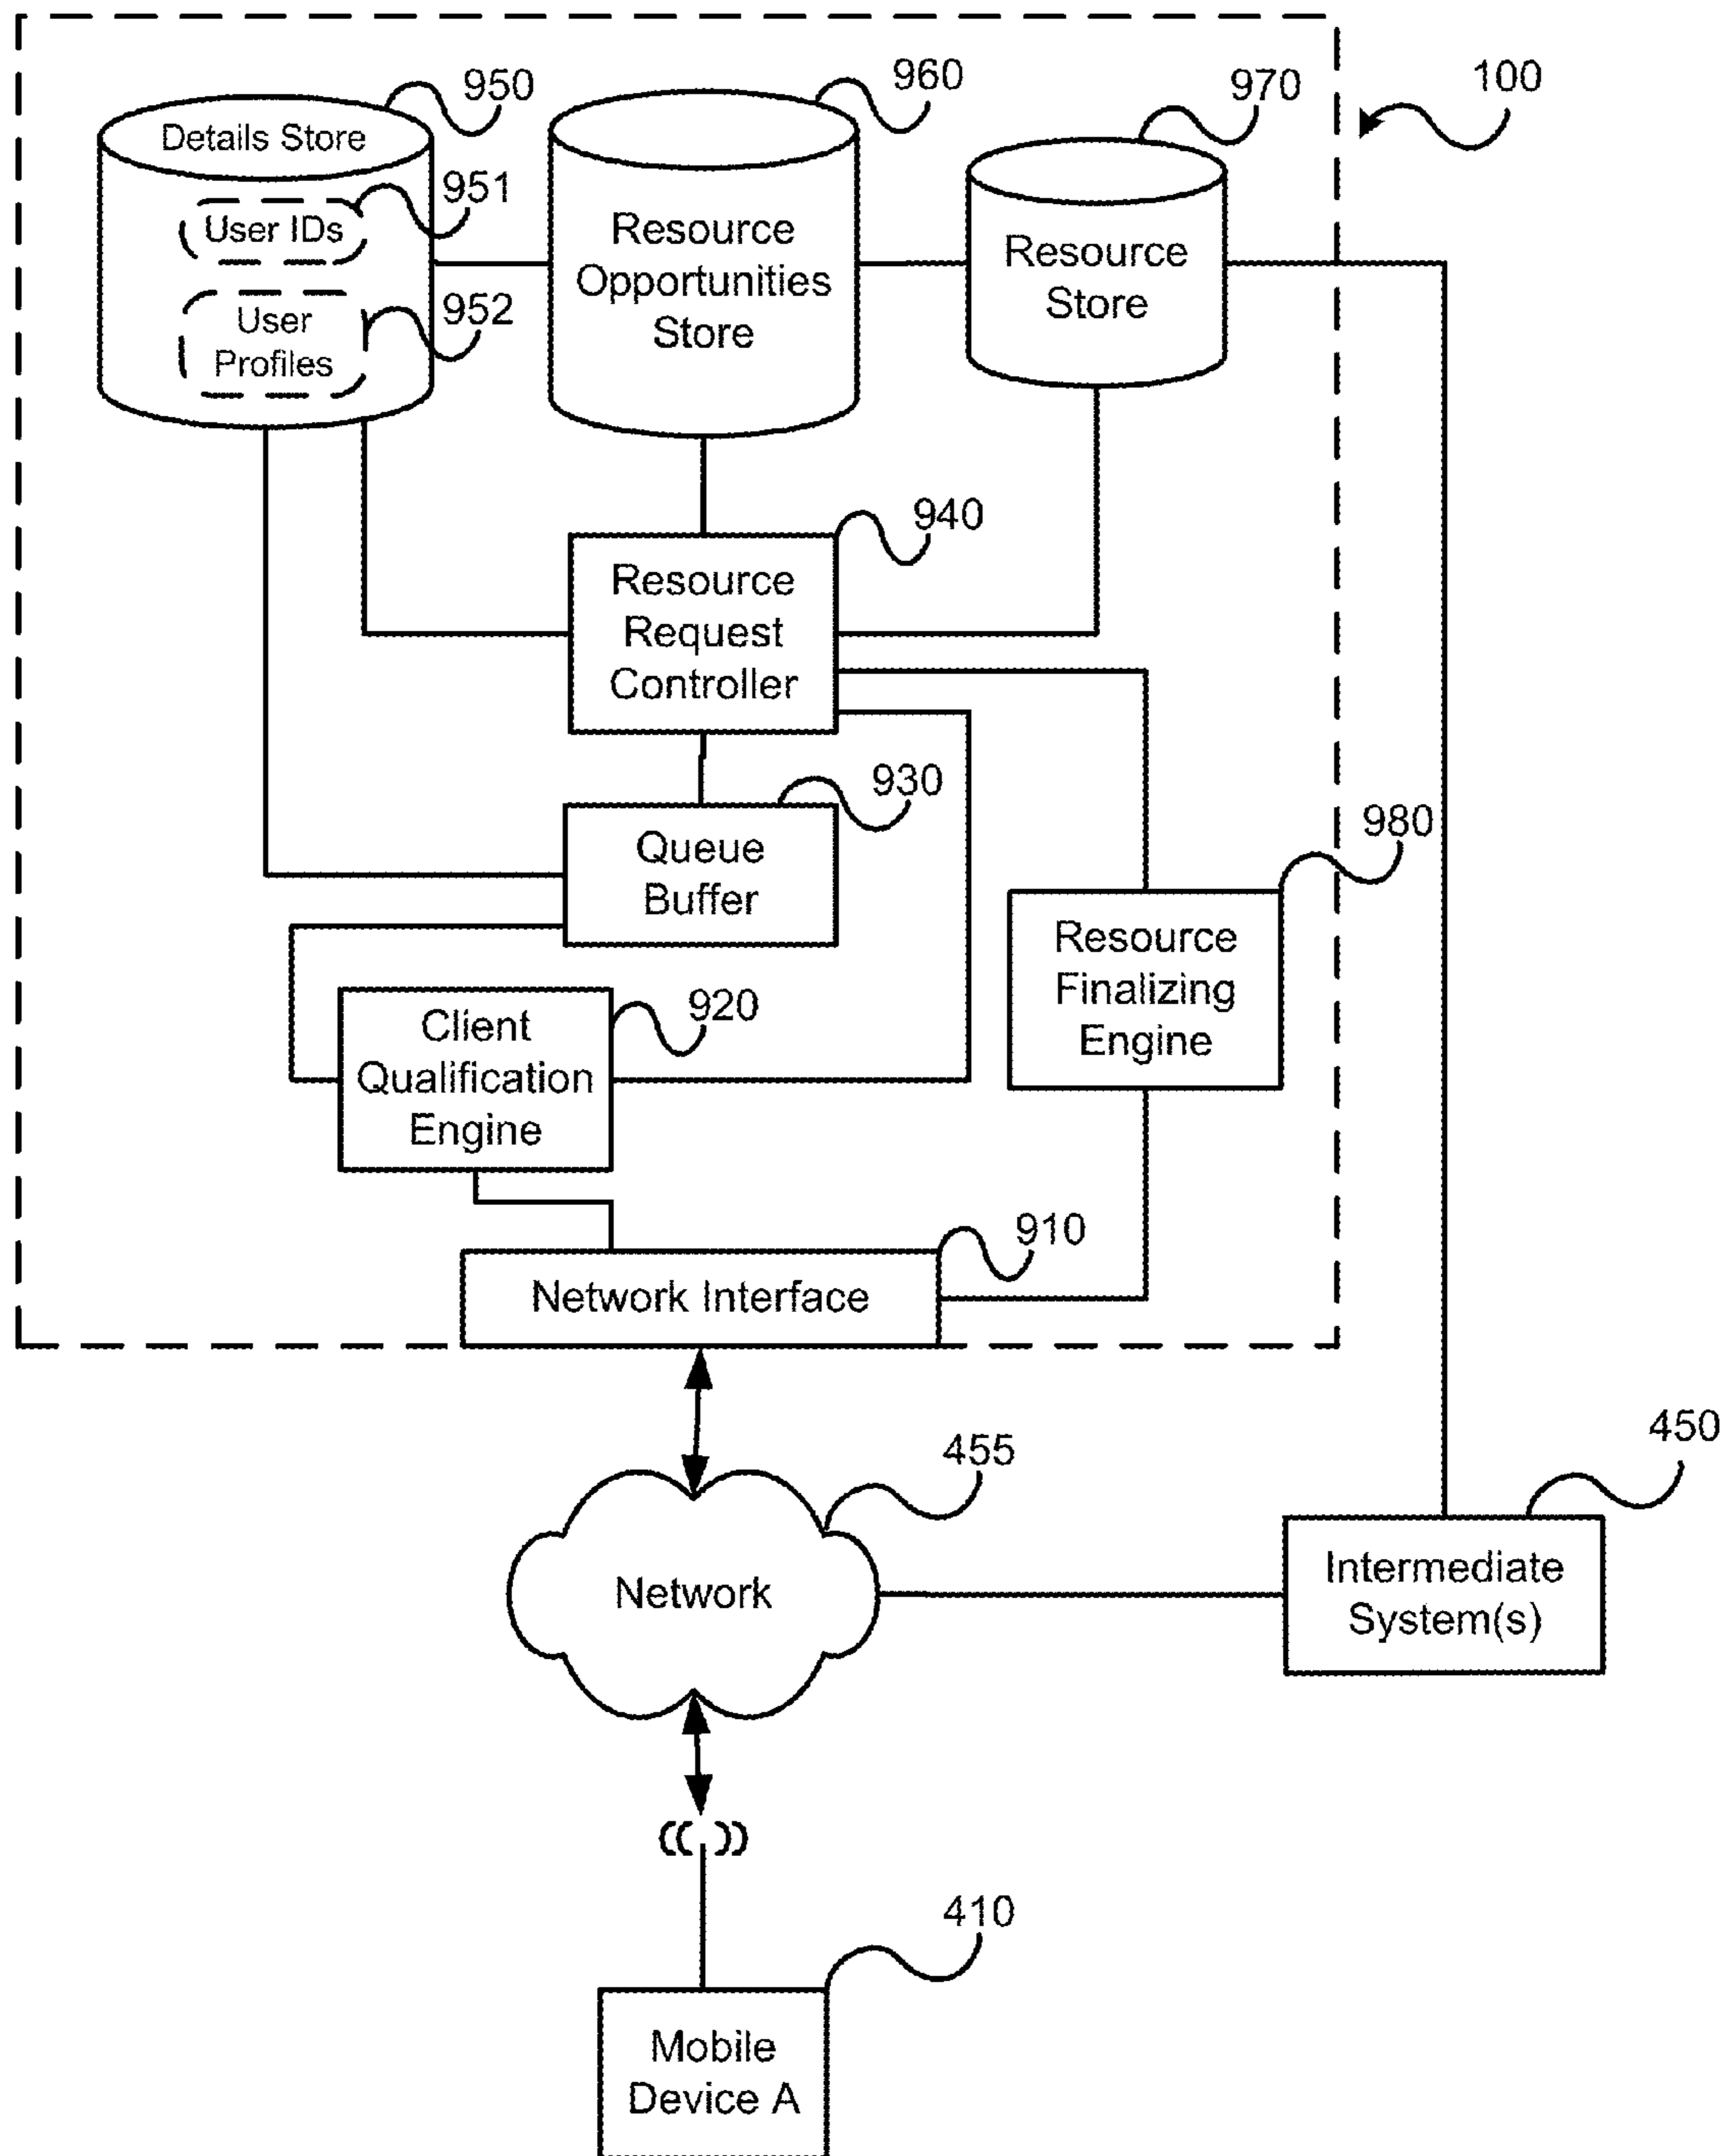 950
960
970
100
Details Store
951
User IDs
952
User
Profiles
Resource
Opportunities
Store
Resource
Store
940
Resource
Request
Controller
930
Queue
Buffer
980
Resource
Finalizing
Engine
920
Client
Qualification
Engine
910
Network Interface
455
Network
450
Intermediate
System(s)
410
Mobile
Device A